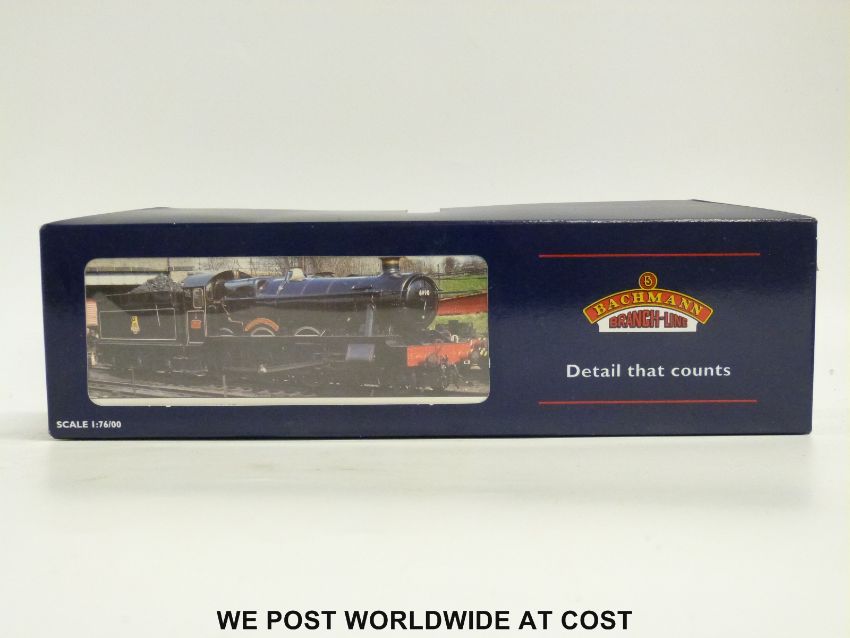 BACHMANN
BRANCH-LINE
Detail that counts
SCALE 1:76/00
WE POST WORLDWIDE AT COST